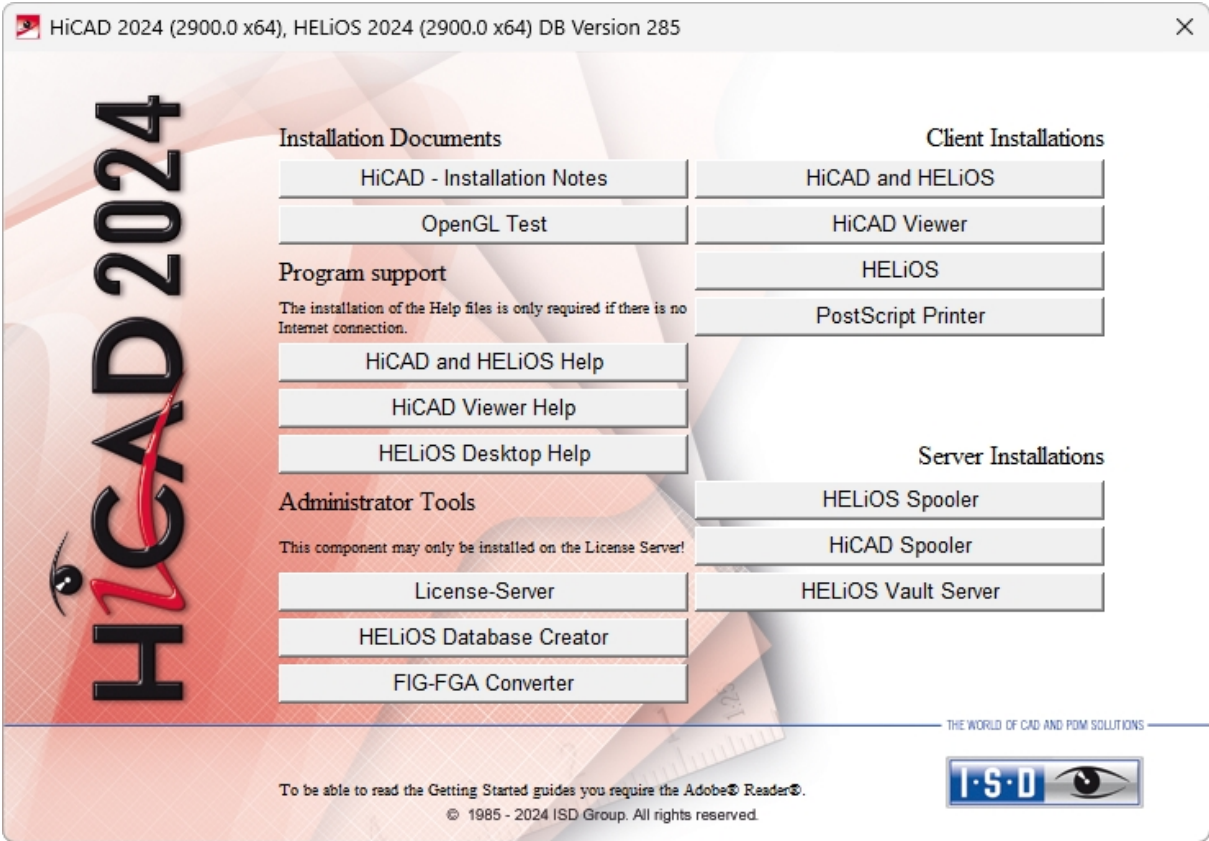 HiCAD 2024 (2900.0 x64), HELiOS 2024 (2900.0 x64) DB Version 285
HiCAD 2024
Installation Documents
HiCAD - Installation Notes
OpenGL Test
Program support
The installation of the Help files is only required if there is no
Internet connection.
HiCAD and HELiOS Help
HiCAD Viewer Help
HELiOS Desktop Help
Administrator Tools
This component may only be installed on the License Server!
License-Server
HELiOS Database Creator
FIG-FGA Converter
Client Installations
HiCAD and HELiOS
HiCAD Viewer
HELiOS
PostScript Printer
Server Installations
HELiOS Spooler
HiCAD Spooler
HELiOS Vault Server
THE WORLD OF CAD AND PDM SOLUTIONS
I·S·D
To be able to read the Getting Started guides you require the Adobe® Reader®.
© 1985 - 2024 ISD Group. All rights reserved.